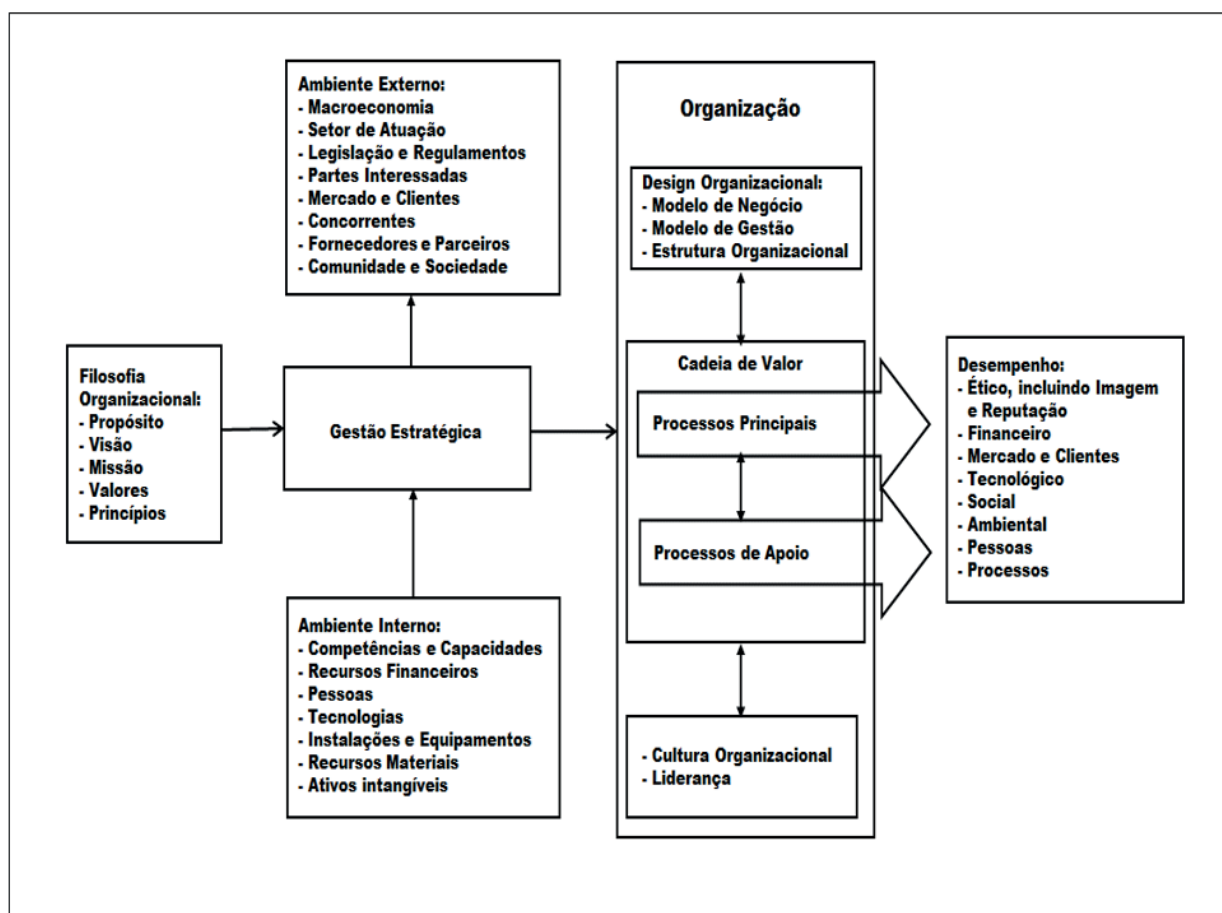 Filosofia
Organizacional:
- Propósito
- Visão
- Missão
- Valores
- Princípios
Ambiente Externo:
- Macroeconomia
- Setor de Atuação
- Legislação e Regulamentos
- Partes Interessadas
- Mercado e Clientes
- Concorrentes
- Fornecedores e Parceiros
- Comunidade e Sociedade
Gestão Estratégica
Ambiente Interno:
- Competências e Capacidades
- Recursos Financeiros
- Pessoas
- Tecnologias
- Instalações e Equipamentos
- Recursos Materiais
- Ativos intangíveis
Organização
Design Organizacional:
- Modelo de Negócio
- Modelo de Gestão
- Estrutura Organizacional
Cadeia de Valor
Processos Principais
Processos de Apoio
- Cultura Organizacional
- Liderança
Desempenho:
- Ético, incluindo Imagem
e Reputação
- Financeiro
- Mercado e Clientes
- Tecnológico
- Social
- Ambiental
- Pessoas
- Processos